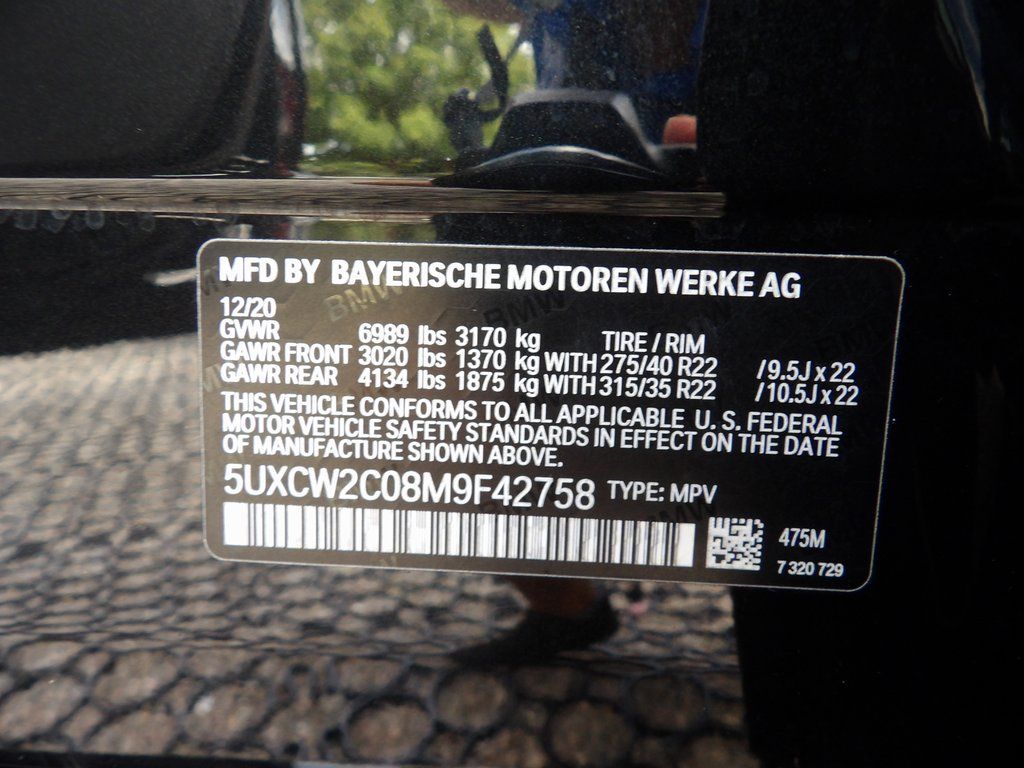 MFD BY BAYERISCHE MOTOREN WERKE AG
12/20
GVWR 6989 lbs 3170 kg TIRE / RIM
GAWR FRONT 3020 lbs 1370 kg WITH 275/40 R22 / 9.5J x 22
GAWR REAR 4134 lbs 1875 kg WITH 315/35 R22 / 10.5J x 22
THIS VEHICLE CONFORMS TO ALL APPLICABLE U. S. FEDERAL
MOTOR VEHICLE SAFETY STANDARDS IN EFFECT ON THE DATE
OF MANUFACTURE SHOWN ABOVE.
5UXCW2C08M9F42758 TYPE: MPV
475M
7 320 729